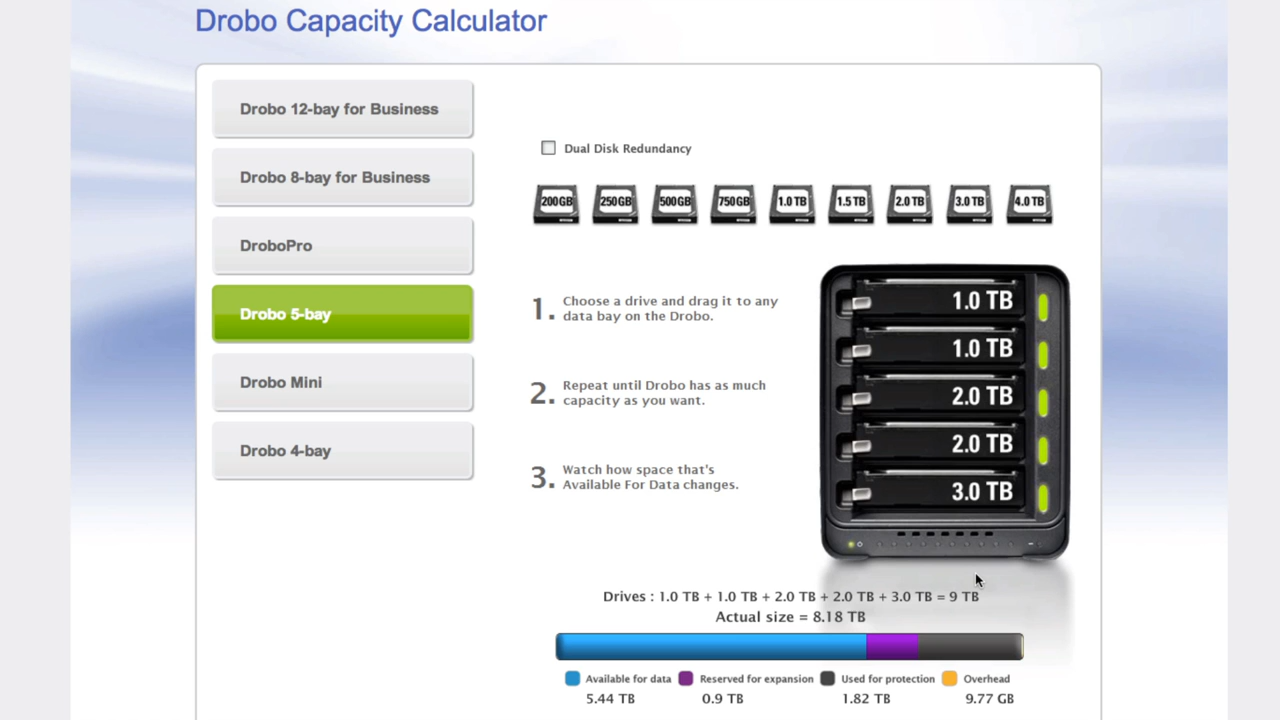 Drobo Capacity Calculator
Drobo 12-bay for Business
Drobo 8-bay for Business
DroboPro
Drobo 5-bay
Drobo Mini
Drobo 4-bay
Dual Disk Redundancy
200GB 250GB 500GB 750GB 1.0 TB 1.5 TB 2.0 TB 3.0 TB 4.0 TB
1. Choose a drive and drag it to any
data bay on the Drobo.
2. Repeat until Drobo has as much
capacity as you want.
3. Watch how space that's
Available For Data changes.
1.0 TB
1.0 TB
2.0 TB
2.0 TB
3.0 TB
Drives : 1.0 TB + 1.0 TB + 2.0 TB + 2.0 TB + 3.0 TB = 9 TB
Actual size = 8.18 TB
Available for data Reserved for expansion Used for protection Overhead
5.44 TB 0.9 TB 1.82 TB 9.77 GB